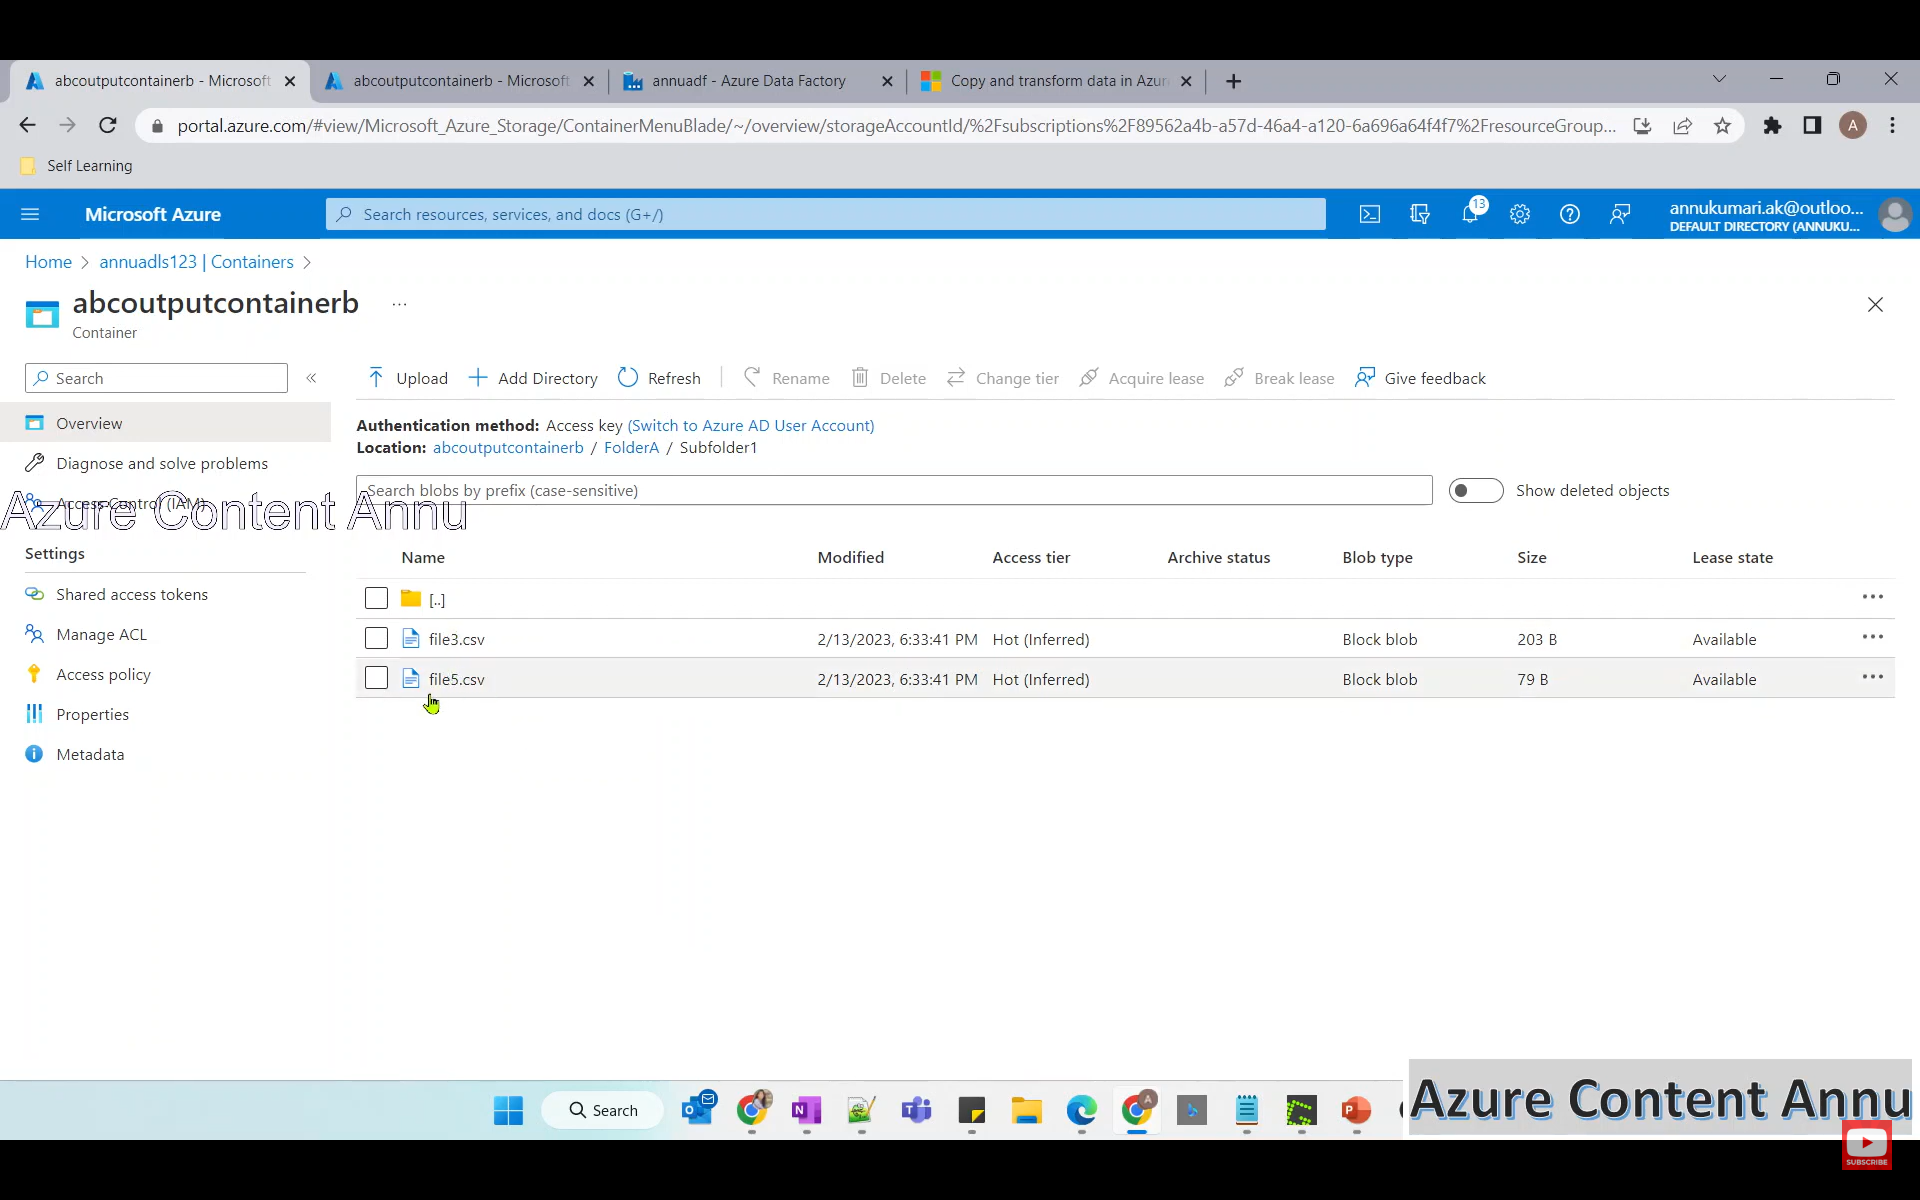 abcoutputcontainerb - Microsoft
abcoutputcontainerb - Microsoft
annuadf - Azure Data Factory
Copy and transform data in Azur
portal.azure.com/#view/Microsoft_Azure_Storage/ContainerMenuBlade/~/overview/storageAccountId/%2Fsubscriptions%2F89562a4b-a57d-46a4-a120-6a696a64f4f7%2FresourceGroup...
A
Self Learning
Microsoft Azure
Search resources, services, and docs (G+/)
13
annukumari.ak@outloo...
DEFAULT DIRECTORY (ANNUKU...
Home > annuadls123 | Containers >
abcoutputcontainerb ...
Container
Search «
Upload Add Directory Refresh Rename Delete Change tier Acquire lease Break lease Give feedback
Overview
Authentication method: Access key (Switch to Azure AD User Account)
Location: abcoutputcontainerb / FolderA / Subfolder1
Diagnose and solve problems
Search blobs by prefix (case-sensitive)
Show deleted objects
Access Control (IAM)
Azure Content Annu
Settings
Name Modified Access tier Archive status Blob type Size Lease state
Shared access tokens
[..]
Manage ACL
file3.csv 2/13/2023, 6:33:41 PM Hot (Inferred) Block blob 203 B Available
Access policy
file5.csv 2/13/2023, 6:33:41 PM Hot (Inferred) Block blob 79 B Available
Properties
Metadata
Search
Azure Content Annu
SUBSCRIBE